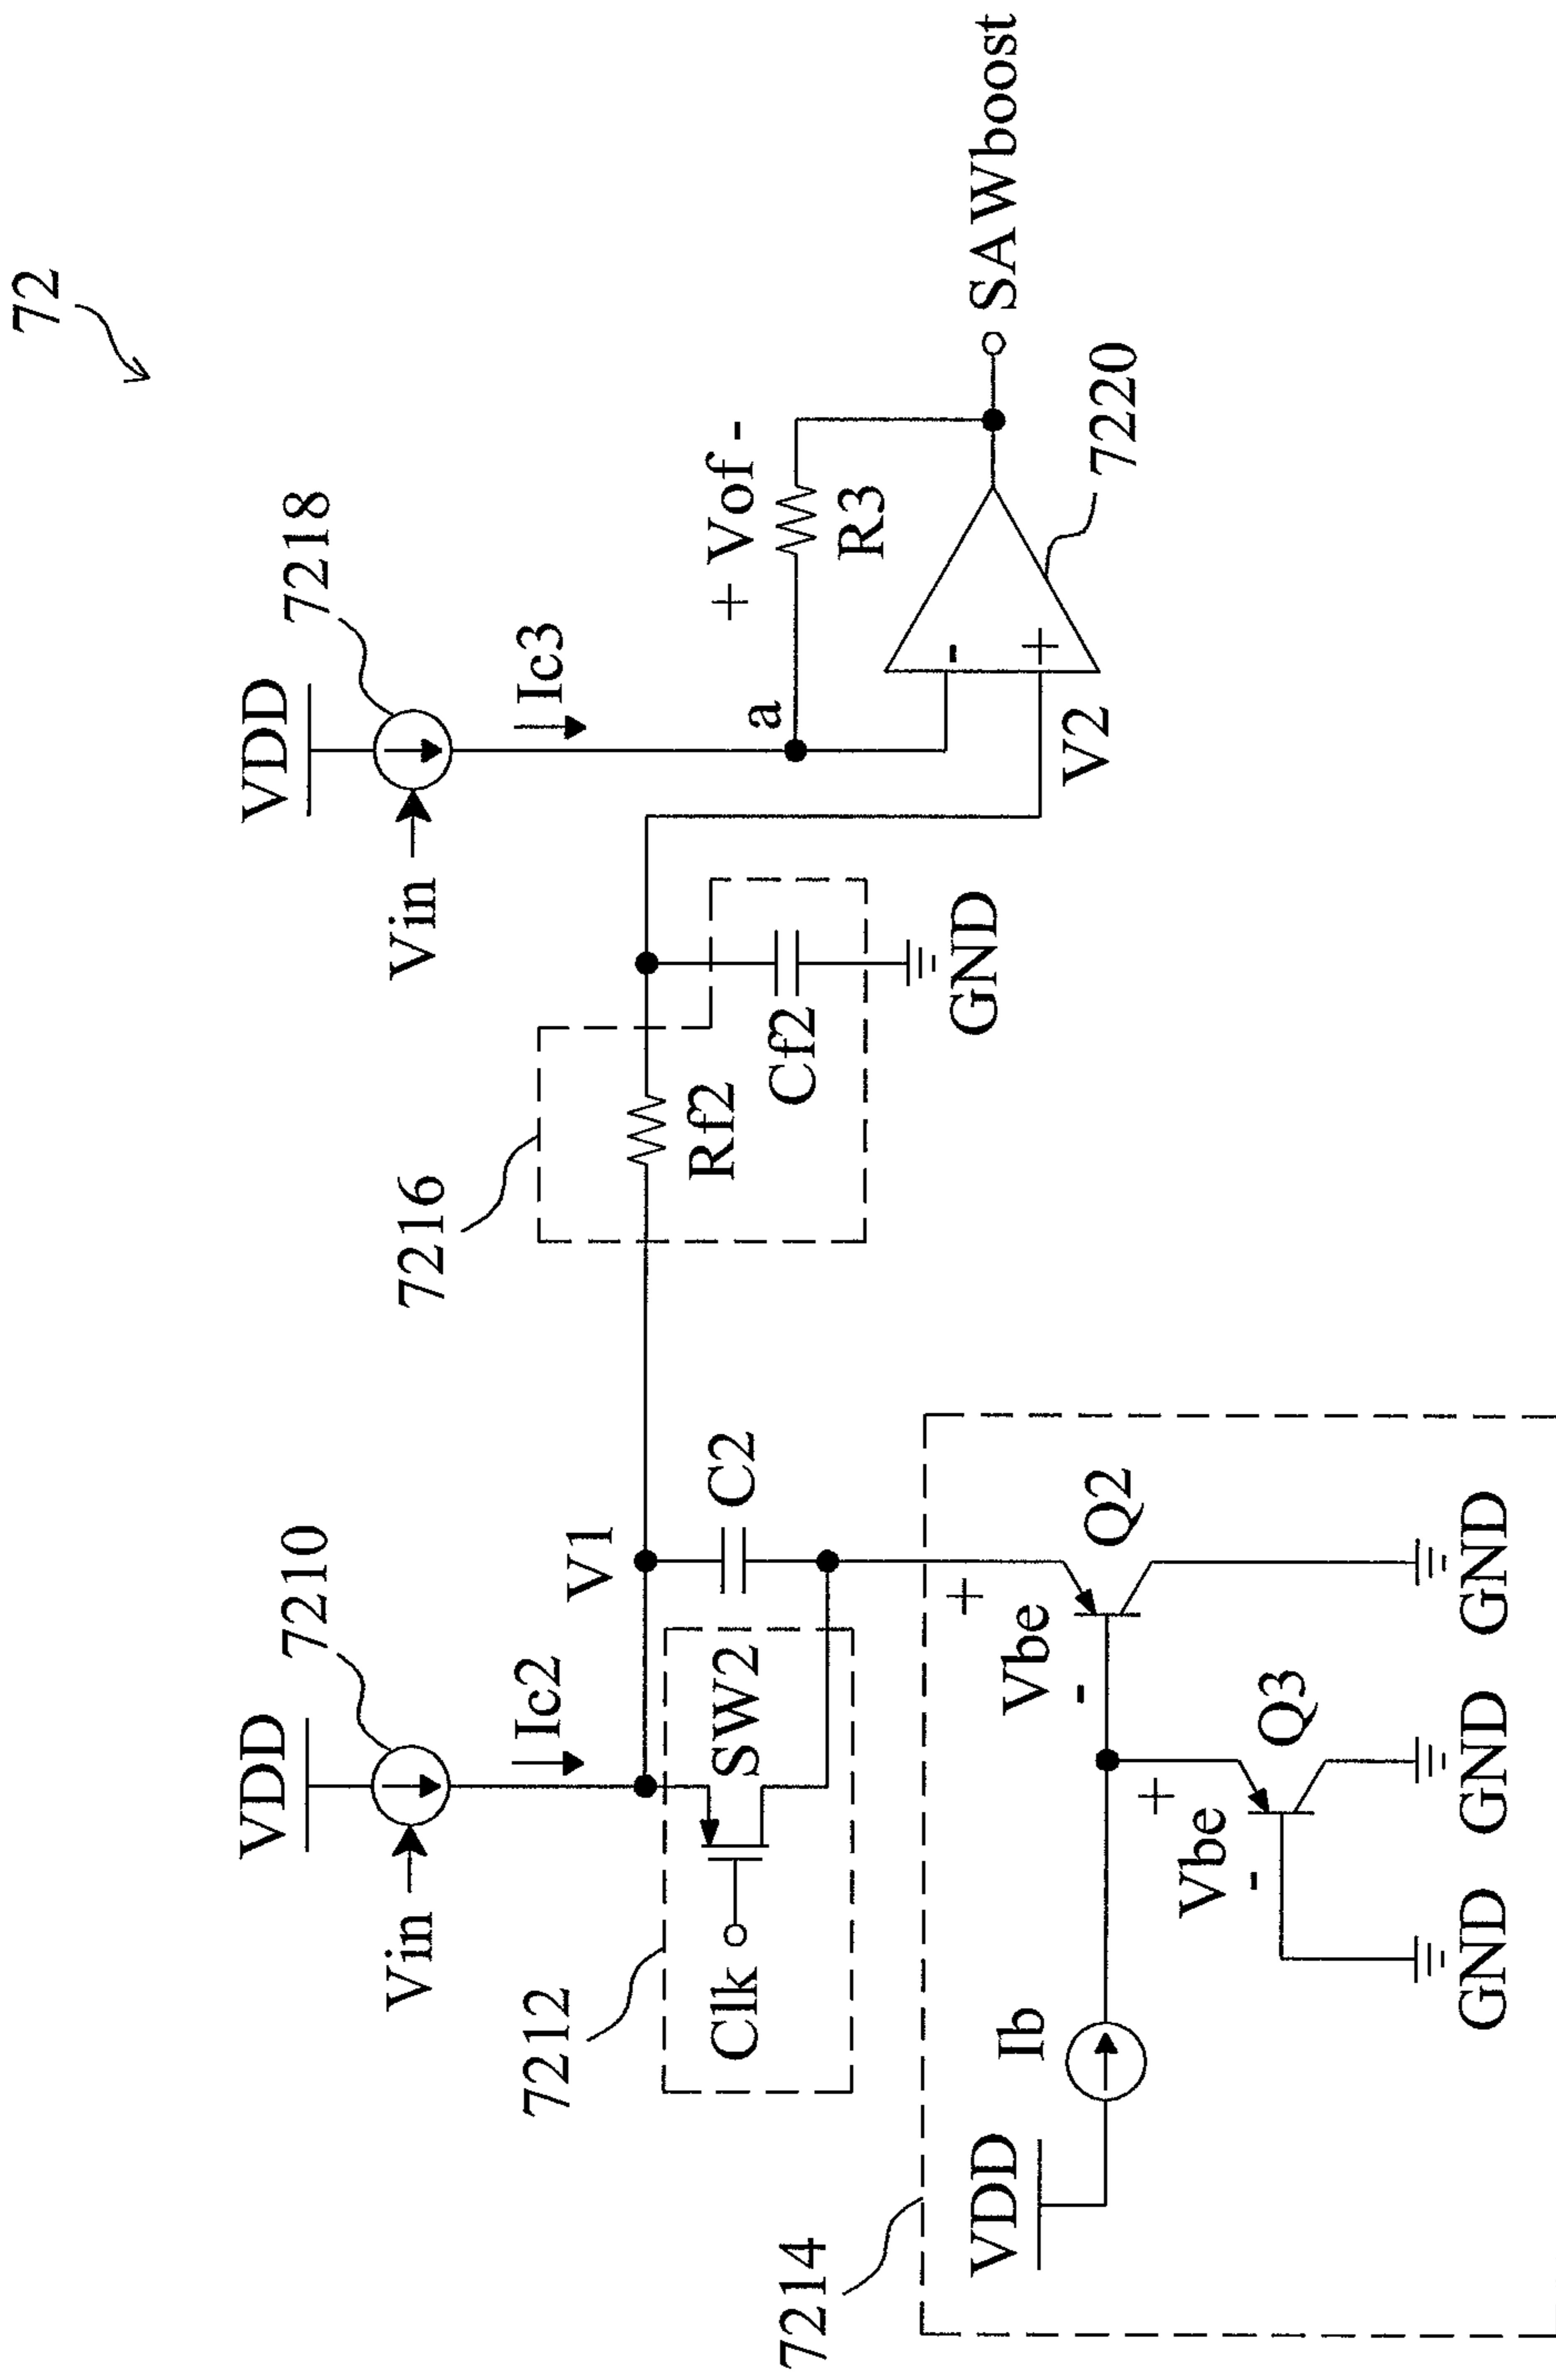 72
VDD
7210
Vin
Ic2
V1
7212
Clk
SW2
C2
7216
Rf2
Cf2
GND
VDD
7218
Vin
Ic3
a
+ Vof -
R3
-
+
V2
7220
SAWboost
7214
VDD
Ib
+
Vbe
-
Q2
+
Vbe
-
Q3
GND
GND
GND